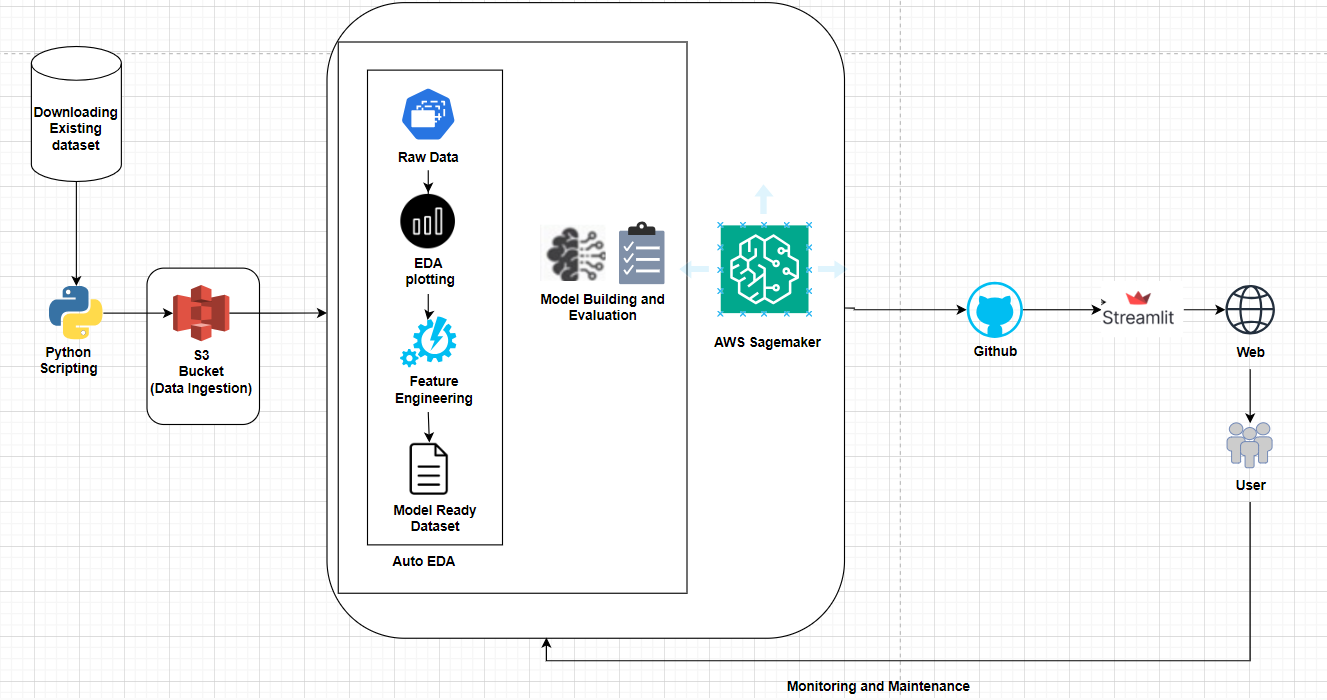 Downloading
Existing
dataset
Python
Scripting
S3
Bucket
(Data Ingestion)
Raw Data
EDA
plotting
Feature
Engineering
Model Ready
Dataset
Auto EDA
Model Building and
Evaluation
AWS Sagemaker
Github
Streamlit
Web
User
Monitoring and Maintenance